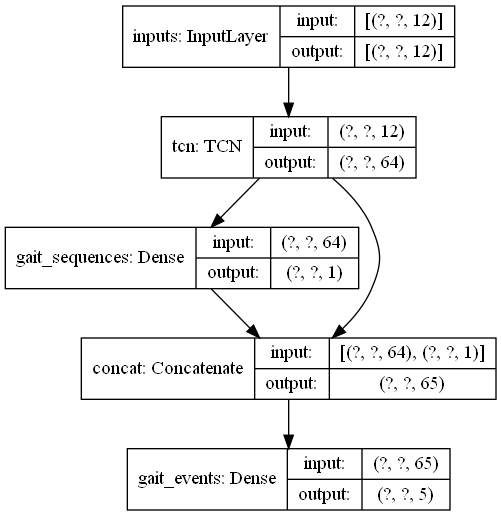 inputs: InputLayer
input:
[(?, ?, 12)]
output:
[(?, ?, 12)]
tcn: TCN
input:
(?, ?, 12)
output:
(?, ?, 64)
gait_sequences: Dense
input:
(?, ?, 64)
output:
(?, ?, 1)
concat: Concatenate
input:
[(?, ?, 64), (?, ?, 1)]
output:
(?, ?, 65)
gait_events: Dense
input:
(?, ?, 65)
output:
(?, ?, 5)